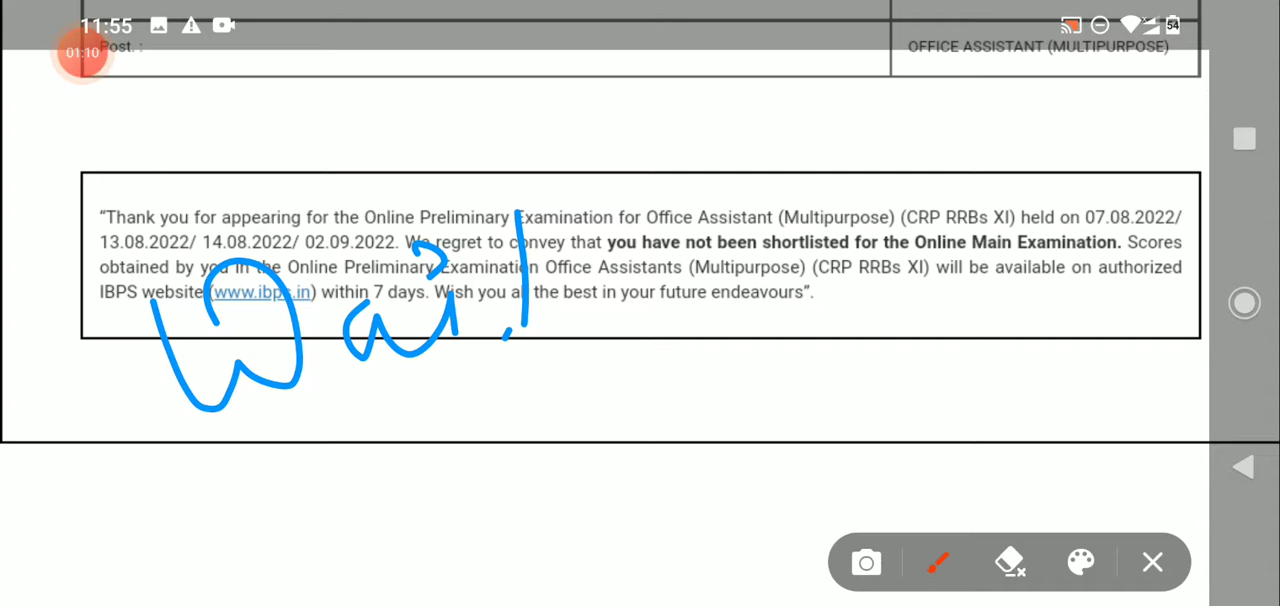 11:55
54
01:10
Post. :
OFFICE ASSISTANT (MULTIPURPOSE)
“Thank you for appearing for the Online Preliminary Examination for Office Assistant (Multipurpose) (CRP RRBs XI) held on 07.08.2022/
13.08.2022/ 14.08.2022/ 02.09.2022. We regret to convey that you have not been shortlisted for the Online Main Examination. Scores
obtained by you in the Online Preliminary Examination Office Assistants (Multipurpose) (CRP RRBs XI) will be available on authorized
IBPS website (www.ibps.in) within 7 days. Wish you all the best in your future endeavours”.